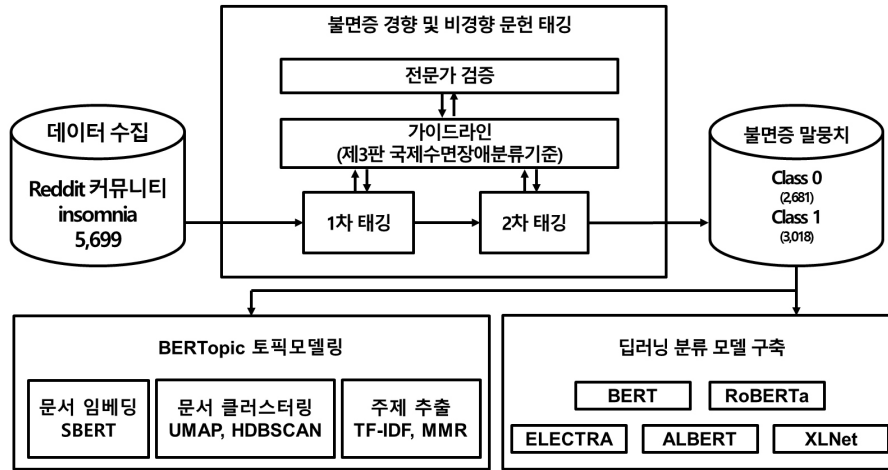 불면증 경향 및 비경향 문헌 태깅
전문가 검증
가이드라인
(제3판 국제수면장애분류기준)
데이터 수집
Reddit 커뮤니티
insomnia
5,699
1차 태깅
2차 태깅
불면증 말뭉치
Class 0
(2,681)
Class 1
(3,018)
BERTopic 토픽모델링
문서 임베딩
SBERT
문서 클러스터링
UMAP, HDBSCAN
주제 추출
TF-IDF, MMR
딥러닝 분류 모델 구축
BERT
RoBERTa
ELECTRA
ALBERT
XLNet